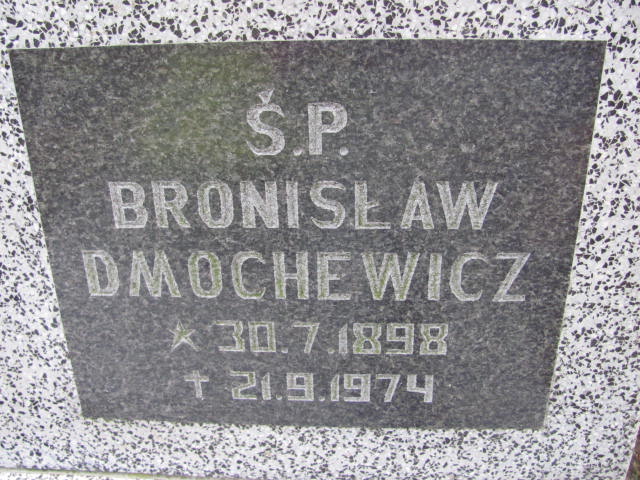 Ś.P.
BRONISŁAW
DMOCHEWICZ
★ 30.7.1898
✝ 21.9.1974